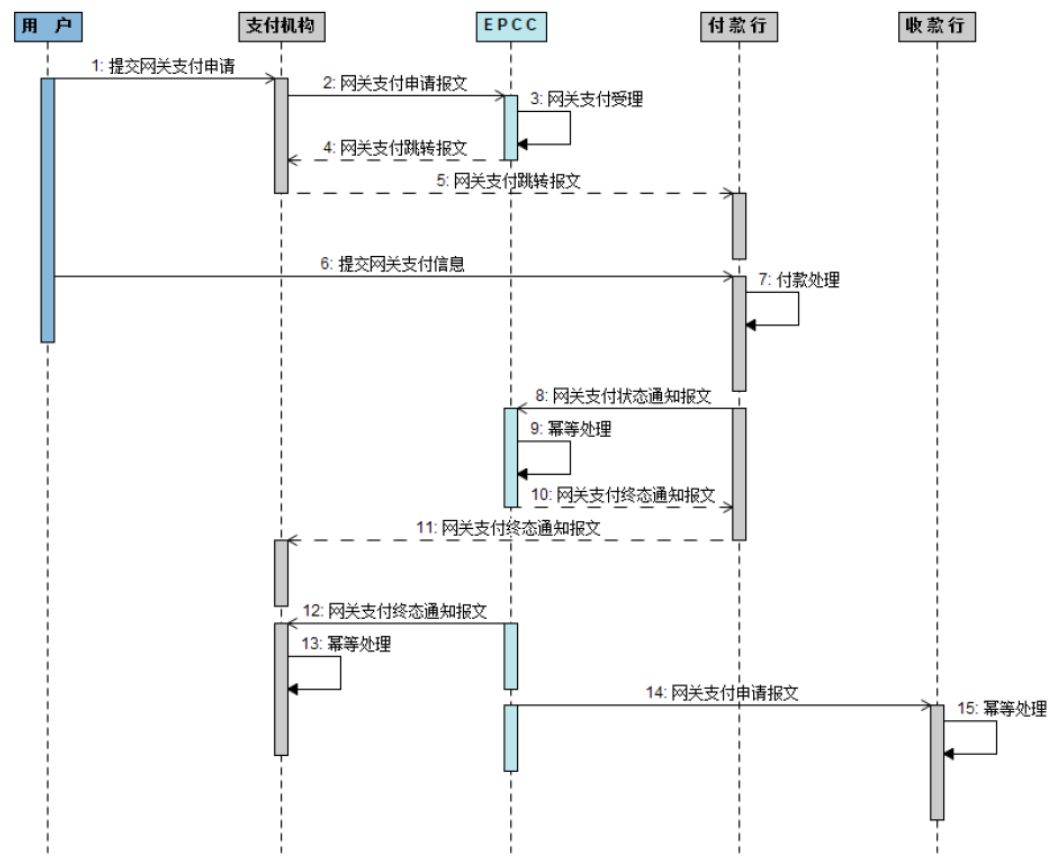 用 户
支付机构
EPCC
付款行
收款行
1: 提交网关支付申请
2: 网关支付申请报文
3: 网关支付受理
4: 网关支付跳转报文
5: 网关支付跳转报文
6: 提交网关支付信息
7: 付款处理
8: 网关支付状态通知报文
9: 幂等处理
10: 网关支付终态通知报文
11: 网关支付终态通知报文
12: 网关支付终态通知报文
13: 幂等处理
14: 网关支付申请报文
15: 幂等处理